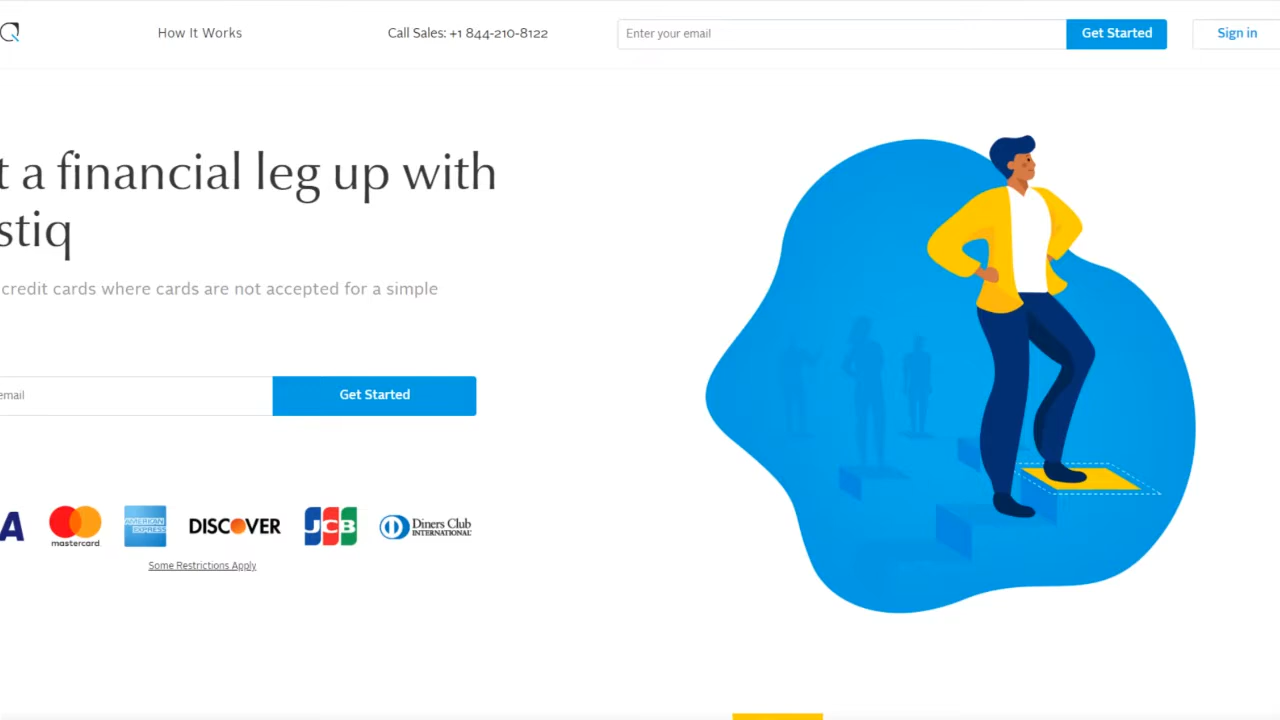 Q
How It Works
Call Sales: +1 844-210-8122
Enter your email
Get Started
Sign in
t a financial leg up with
stiq
credit cards where cards are not accepted for a simple
email
Get Started
A
mastercard
AMERICAN EXPRESS
DISCOVER
JCB
Diners Club
INTERNATIONAL
Some Restrictions Apply